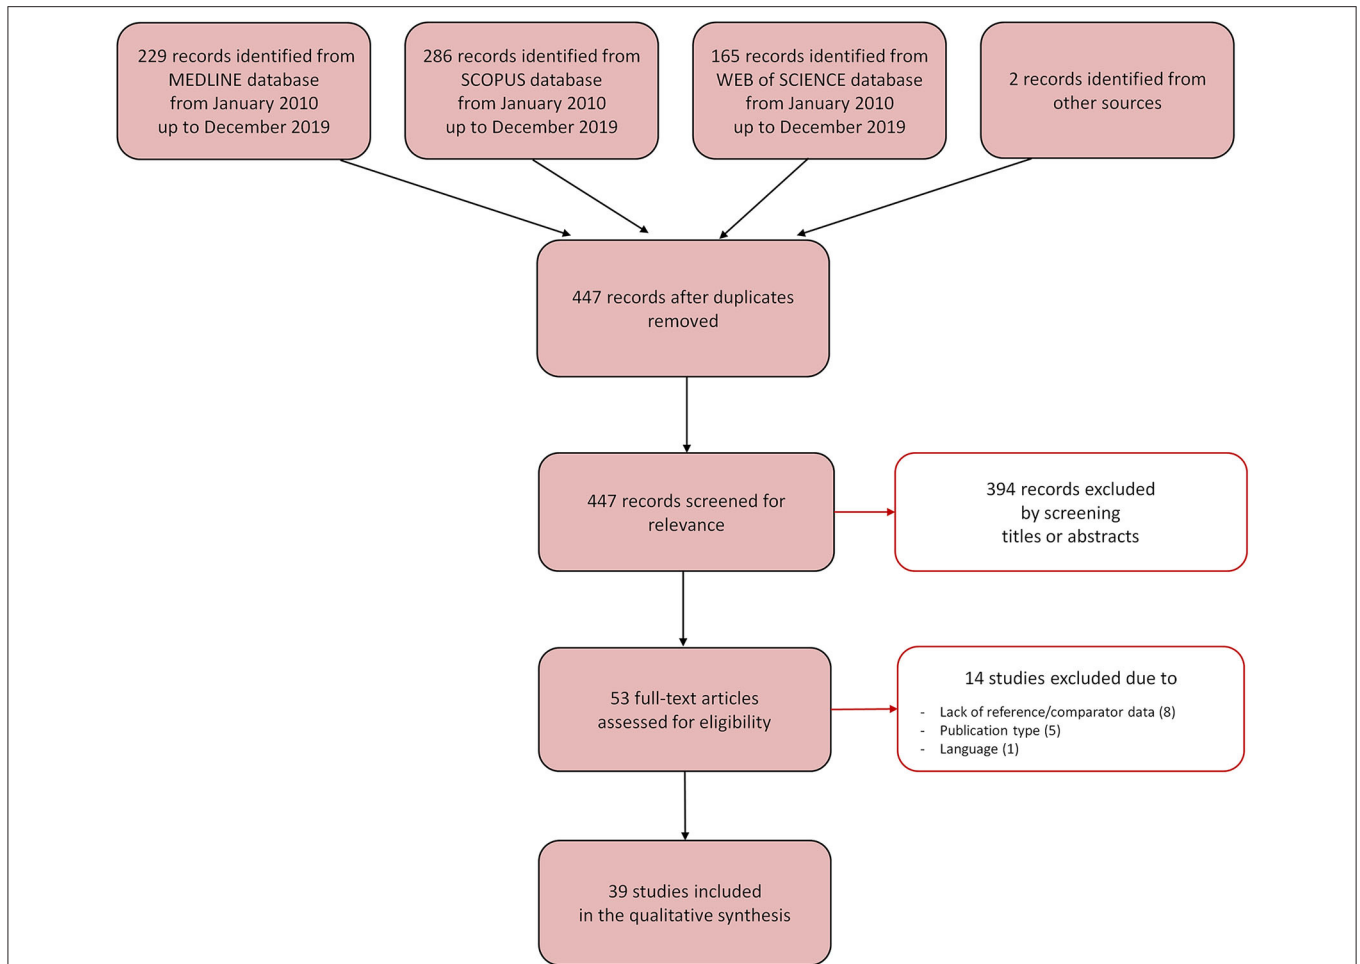 229 records identified from
MEDLINE database
from January 2010
up to December 2019
286 records identified from
SCOPUS database
from January 2010
up to December 2019
165 records identified from
WEB of SCIENCE database
from January 2010
up to December 2019
2 records identified from
other sources
447 records after duplicates
removed
447 records screened for
relevance
394 records excluded
by screening
titles or abstracts
53 full-text articles
assessed for eligibility
14 studies excluded due to
- Lack of reference/comparator data (8)
- Publication type (5)
- Language (1)
39 studies included
in the qualitative synthesis